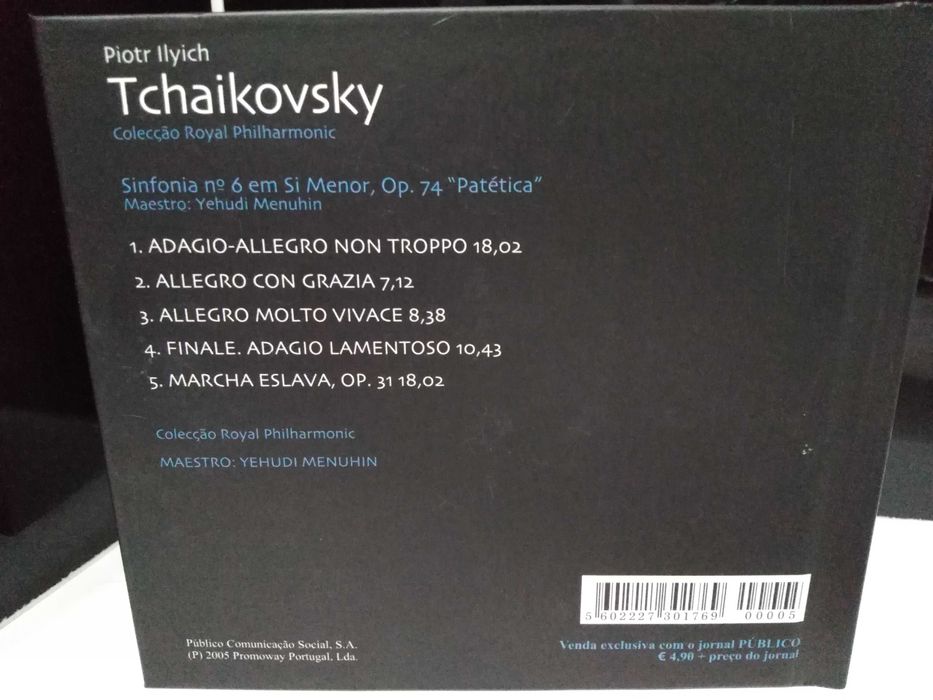 Piotr Ilyich
Tchaikovsky
Colecção Royal Philharmonic
Sinfonia nº 6 em Si Menor, Op. 74 “Patética”
Maestro: Yehudi Menuhin
1. ADAGIO-ALLEGRO NON TROPPO 18,02
2. ALLEGRO CON GRAZIA 7,12
3. ALLEGRO MOLTO VIVACE 8,38
4. FINALE. ADAGIO LAMENTOSO 10,43
5. MARCHA ESLAVA, OP. 31 18,02
Colecção Royal Philharmonic
MAESTRO: YEHUDI MENUHIN
5 602227 301769 00005
Público Comunicação Social, S.A.
(P) 2005 Promoway Portugal, Lda.
Venda exclusiva com o jornal PÚBLICO
€ 4,90 + preço do jornal